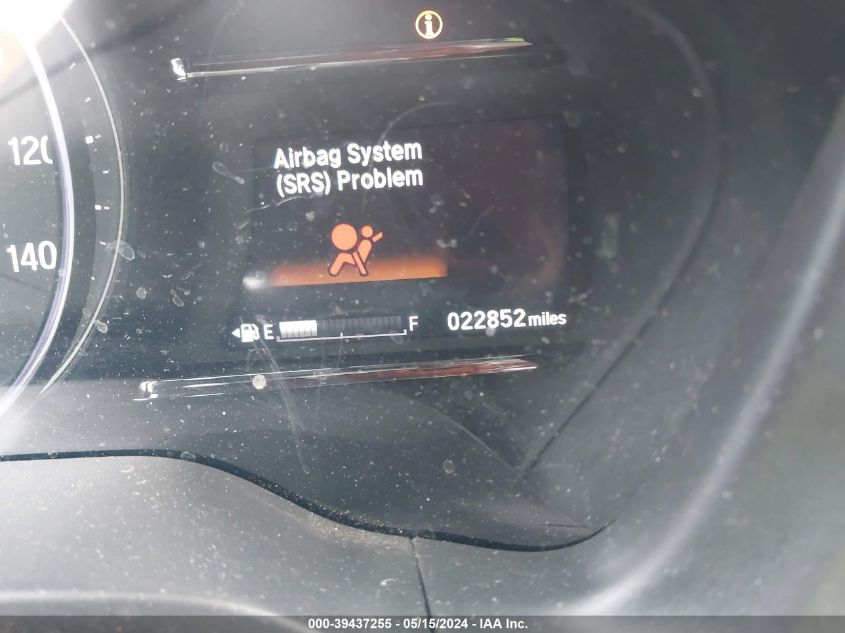 120
140
Airbag System
(SRS) Problem
E F 022852 miles
000-39437255 - 05/15/2024 - IAA Inc.